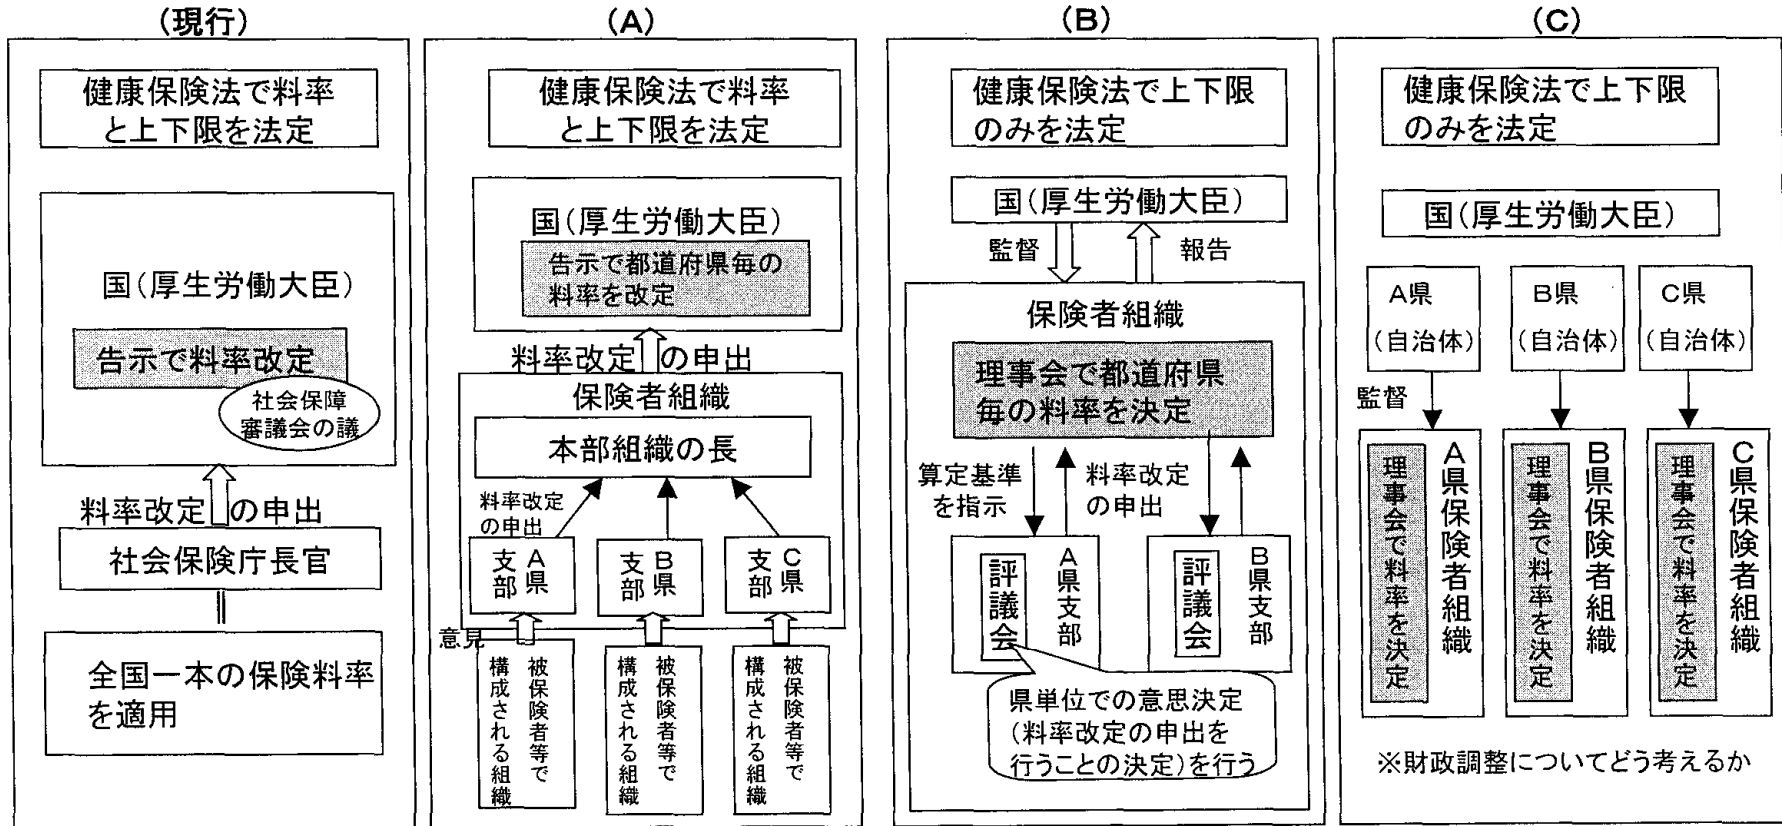 (現行)
健康保険法で料率
と上下限を法定
国(厚生労働大臣)
告示で料率改定
社会保障
審議会の議
料率改定の申出
社会保険庁長官
全国一本の保険料率
を適用
(A)
健康保険法で料率
と上下限を法定
国(厚生労働大臣)
告示で都道府県毎の
料率を改定
料率改定の申出
保険者組織
本部組織の長
料率改定
の申出
A県
支部
B県
支部
C県
支部
意見
被保険者等で
構成される組織
被保険者等で
構成される組織
被保険者等で
構成される組織
(B)
健康保険法で上下限
のみを法定
国(厚生労働大臣)
監督
報告
保険者組織
理事会で都道府県
毎の料率を決定
算定基準
を指示
料率改定
の申出
A県支部
評議会
B県支部
評議会
県単位での意思決定
(料率改定の申出を
行うことの決定)を行う
(C)
健康保険法で上下限
のみを法定
国(厚生労働大臣)
A県
(自治体)
B県
(自治体)
C県
(自治体)
監督
A県保険者組織
理事会で料率を決定
B県保険者組織
理事会で料率を決定
C県保険者組織
理事会で料率を決定
※財政調整についてどう考えるか